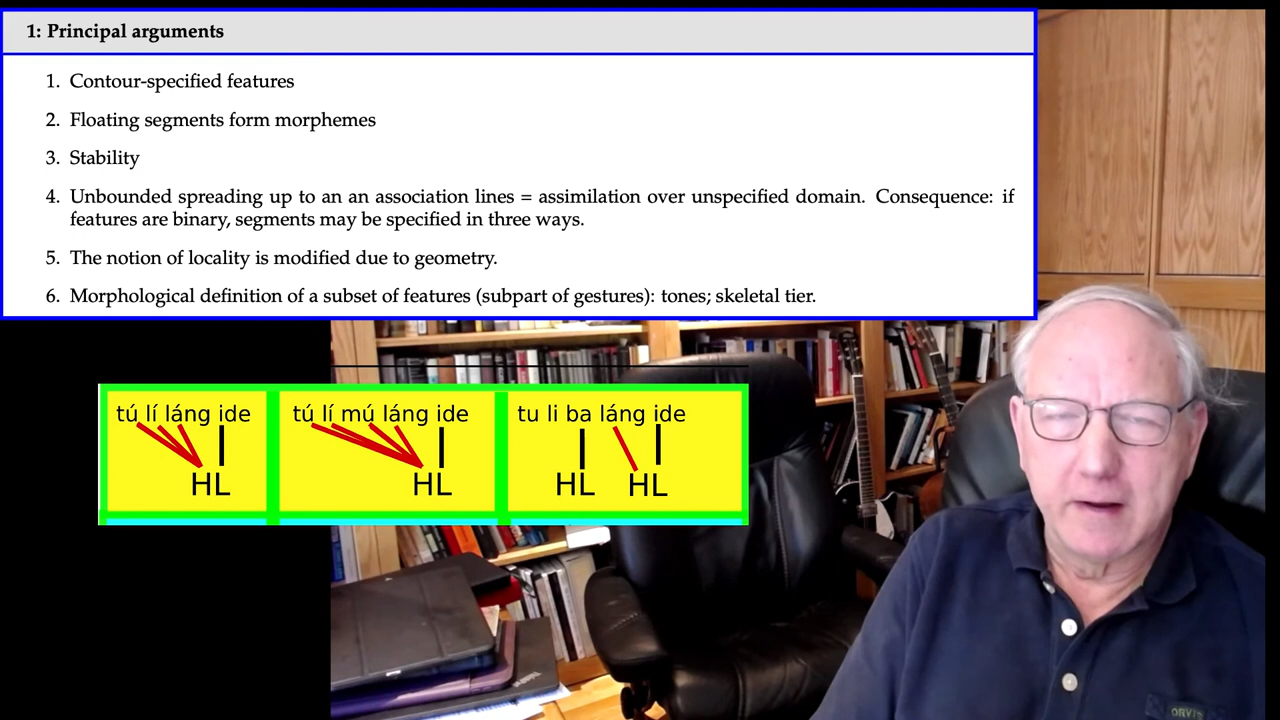 1: Principal arguments
1. Contour-specified features
2. Floating segments form morphemes
3. Stability
4. Unbounded spreading up to an an association lines = assimilation over unspecified domain. Consequence: if
features are binary, segments may be specified in three ways.
5. The notion of locality is modified due to geometry.
6. Morphological definition of a subset of features (subpart of gestures): tones; skeletal tier.
tú lí láng ide
HL
tú lí mú láng ide
HL
tu li ba láng ide
HL HL
ORVIS